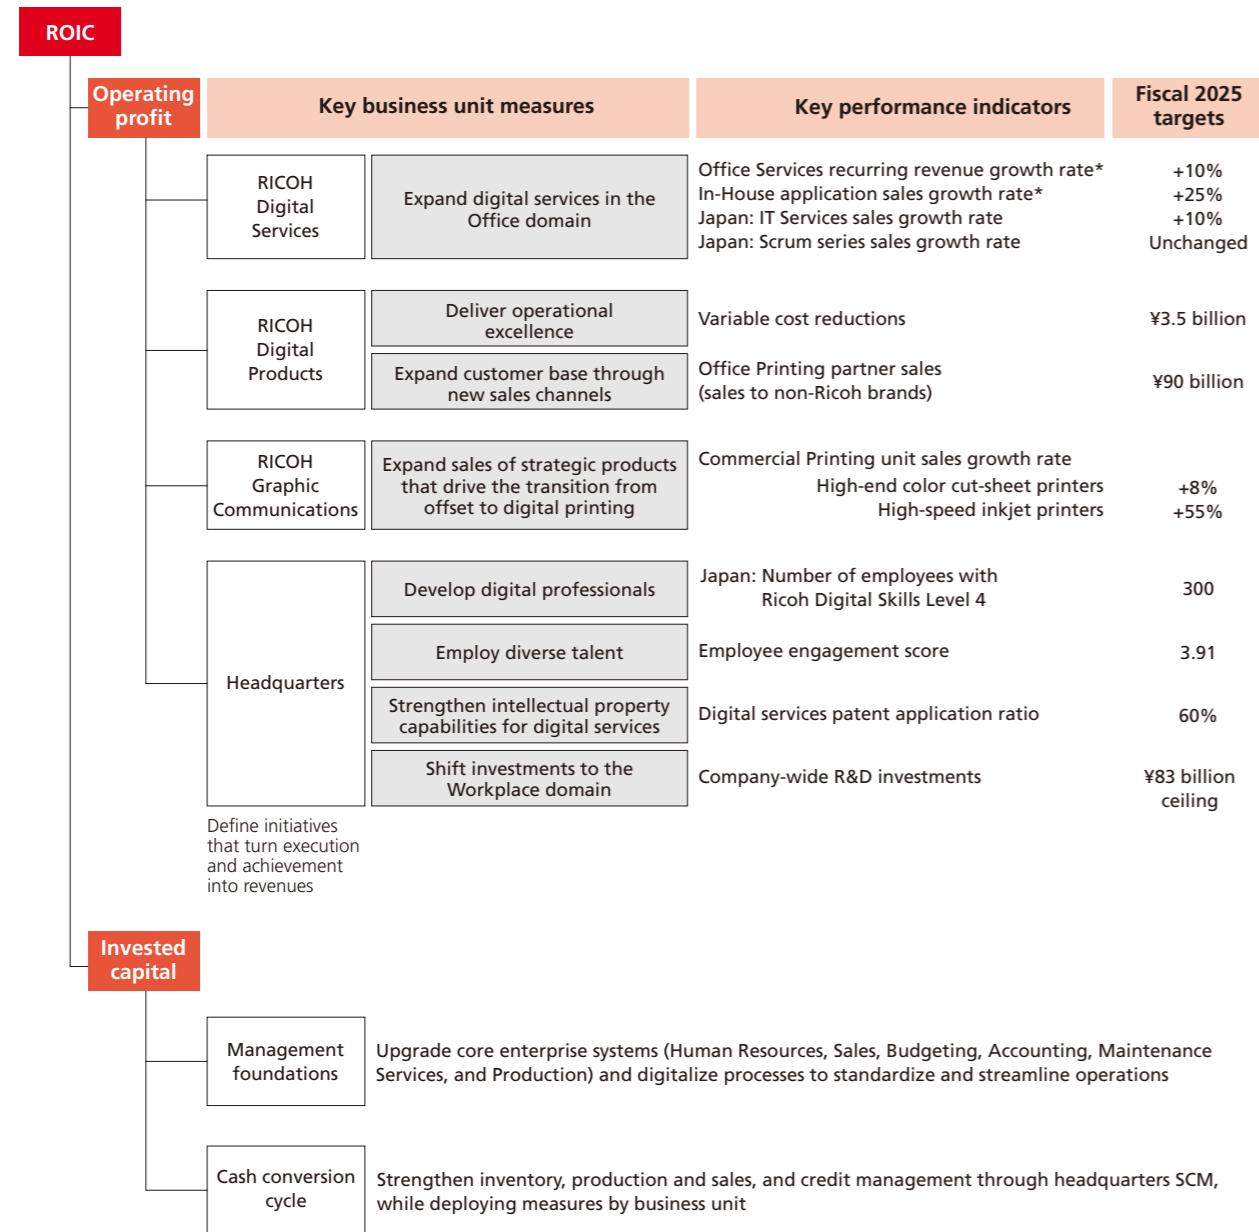 ROIC
Operating
profit
Key business unit measures
Key performance indicators
Fiscal 2025
targets
RICOH
Digital
Services
Expand digital services in the
Office domain
Office Services recurring revenue growth rate*
+10%
In-House application sales growth rate*
+25%
Japan: IT Services sales growth rate
+10%
Japan: Scrum series sales growth rate
Unchanged
RICOH
Digital
Products
Deliver operational
excellence
Variable cost reductions
¥3.5 billion
Expand customer base through
new sales channels
Office Printing partner sales
(sales to non-Ricoh brands)
¥90 billion
RICOH
Graphic
Communications
Expand sales of strategic products
that drive the transition from
offset to digital printing
Commercial Printing unit sales growth rate
High-end color cut-sheet printers
+8%
High-speed inkjet printers
+55%
Headquarters
Develop digital professionals
Japan: Number of employees with
Ricoh Digital Skills Level 4
300
Employ diverse talent
Employee engagement score
3.91
Strengthen intellectual property
capabilities for digital services
Digital services patent application ratio
60%
Shift investments to the
Workplace domain
Company-wide R&D investments
¥83 billion
ceiling
Define initiatives
that turn execution
and achievement
into revenues
Invested
capital
Management
foundations
Upgrade core enterprise systems (Human Resources, Sales, Budgeting, Accounting, Maintenance
Services, and Production) and digitalize processes to standardize and streamline operations
Cash conversion
cycle
Strengthen inventory, production and sales, and credit management through headquarters SCM,
while deploying measures by business unit